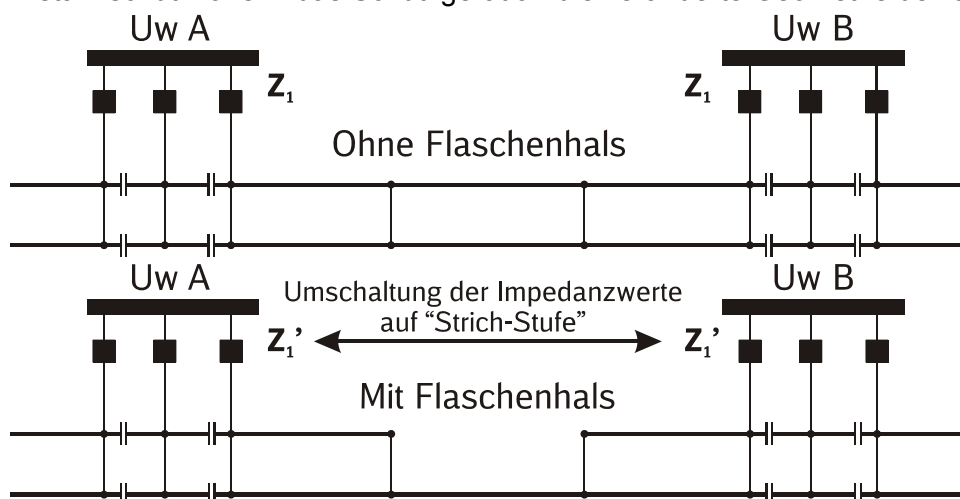 Uw A
Uw B
Z₁
Z₁
Ohne Flaschenhals
Uw A
Uw B
Umschaltung der Impedanzwerte
auf “Strich-Stufe”
Z₁’
Z₁’
Mit Flaschenhals